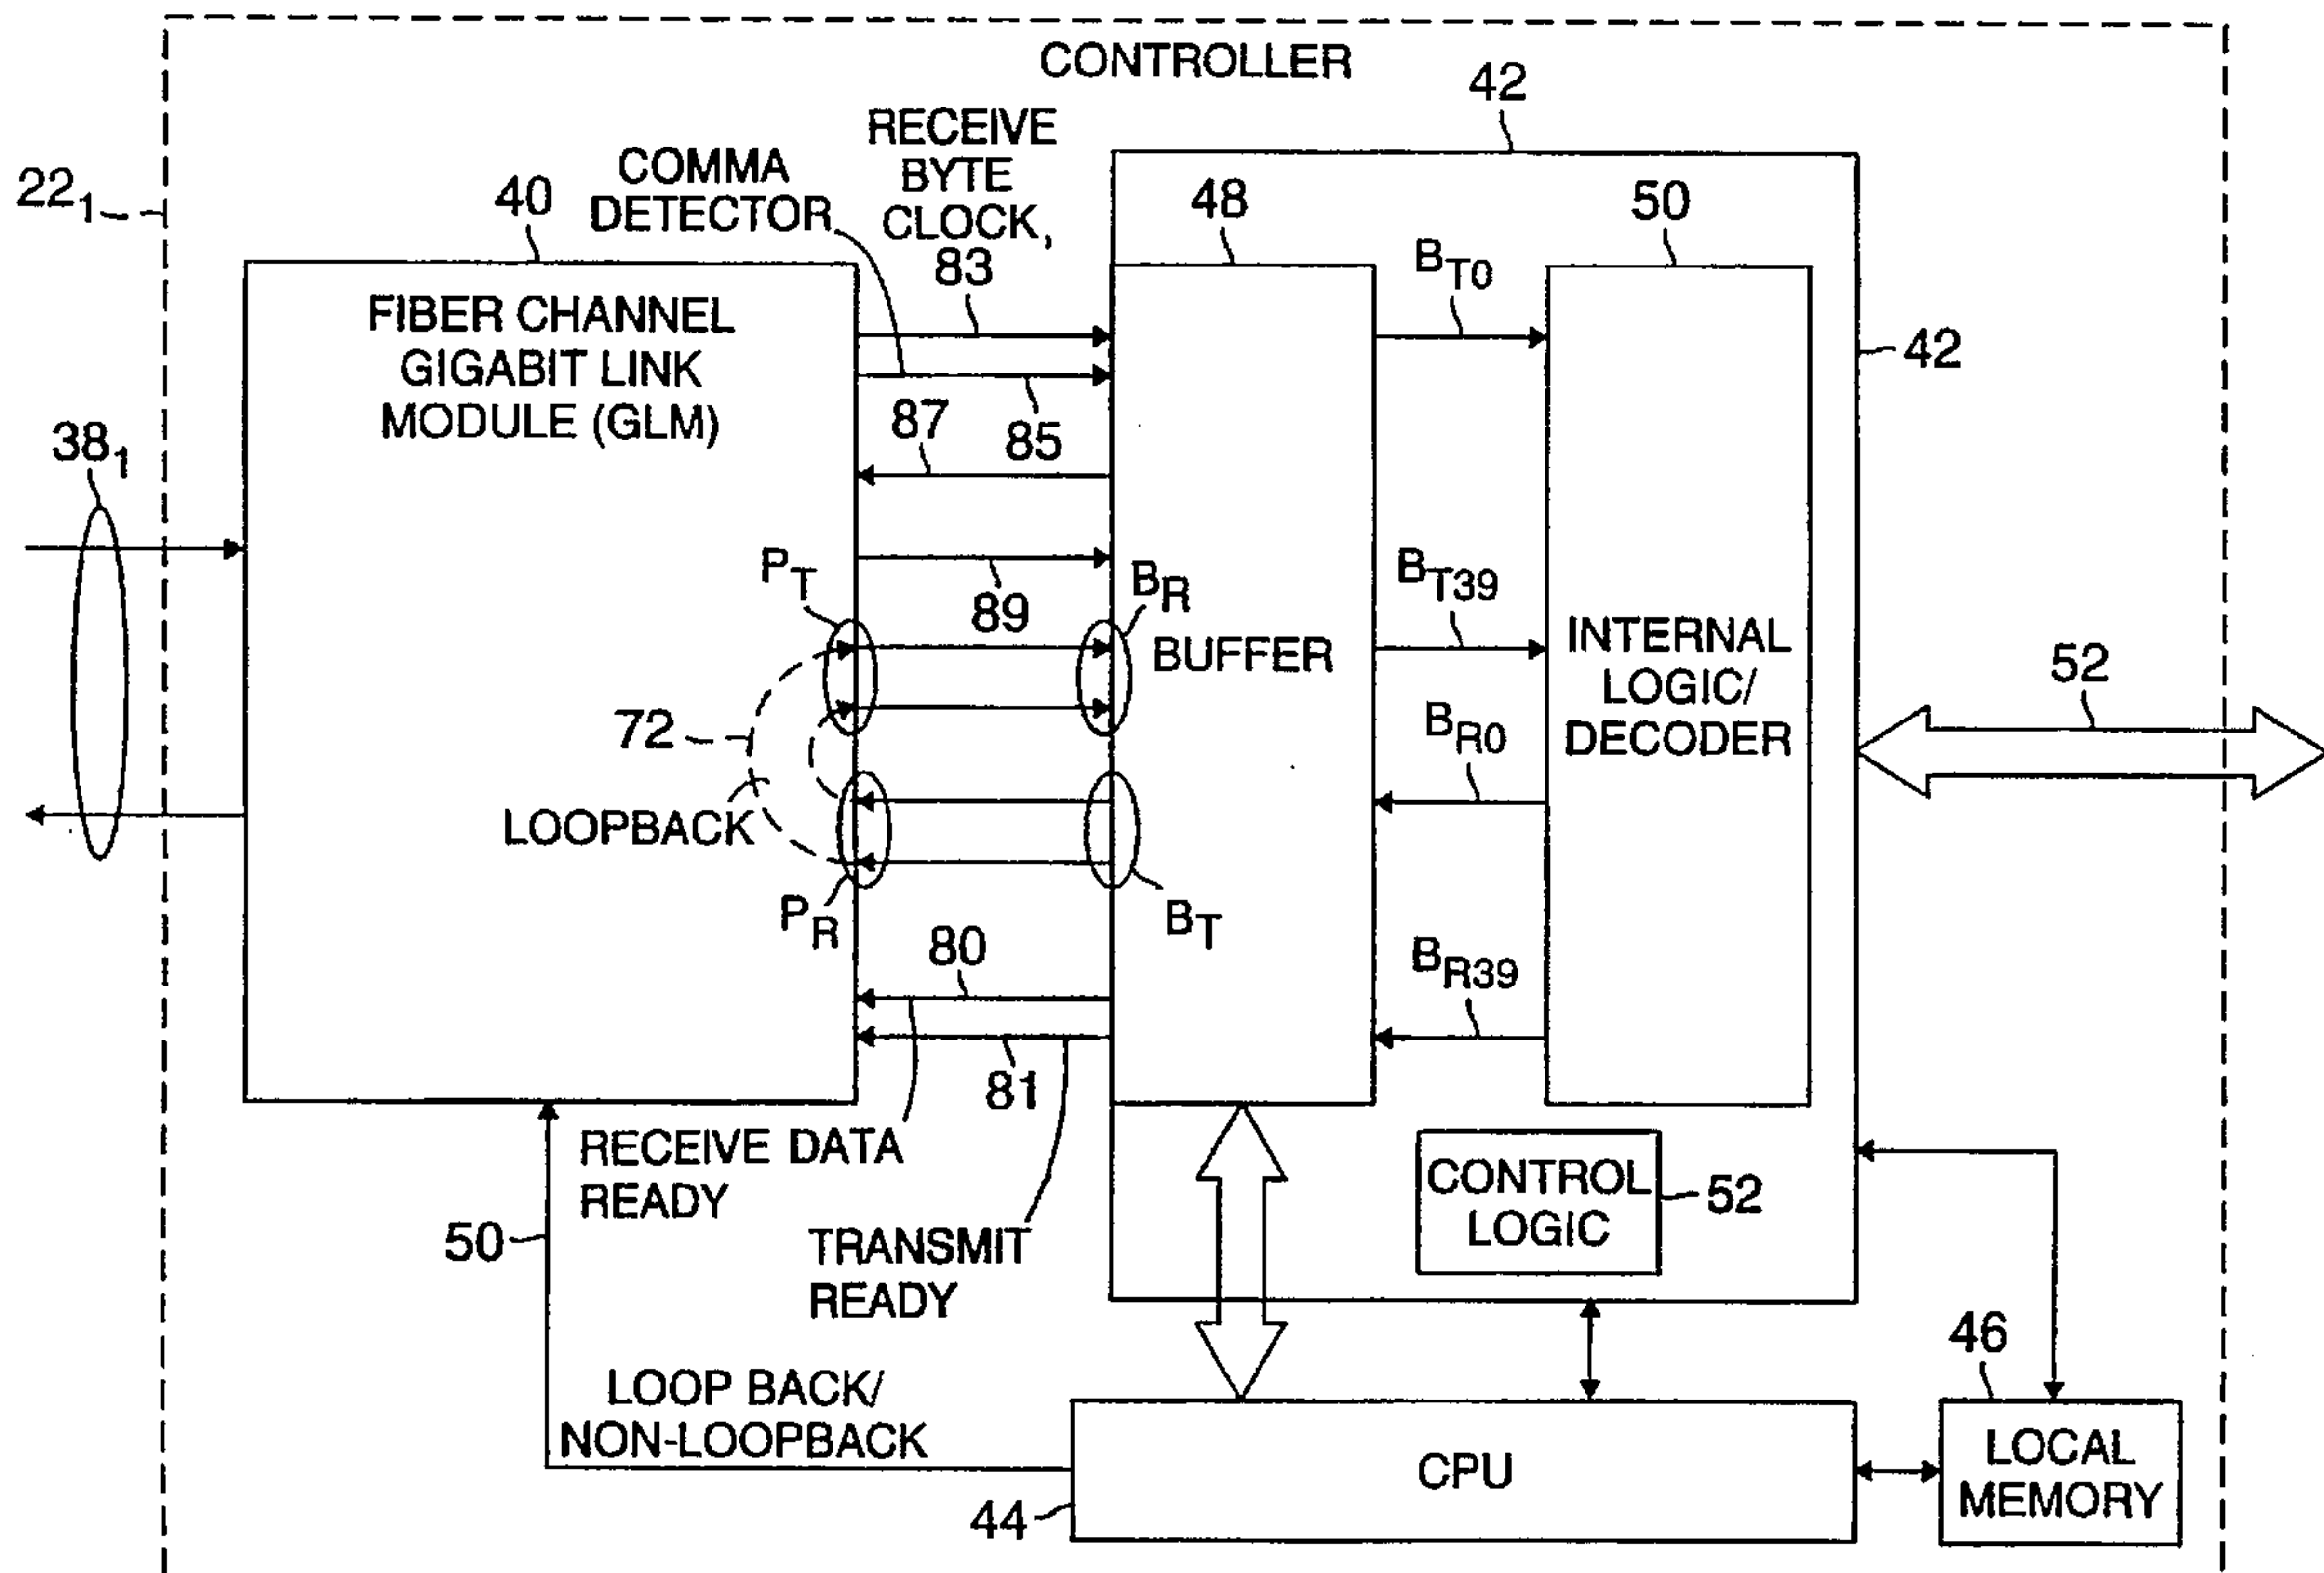 CONTROLLER
22₁
40
COMMA
DETECTOR
RECEIVE
BYTE
CLOCK,
83
42
48
50
42
FIBER CHANNEL
GIGABIT LINK
MODULE (GLM)
87
85
B_T0
38₁
P_T
89
B_R
BUFFER
B_T39
INTERNAL
LOGIC/
DECODER
52
72
LOOPBACK
B_R0
P_R
B_T
80
B_R39
81
RECEIVE DATA
READY
50
TRANSMIT
READY
CONTROL
LOGIC
52
LOOP BACK/
NON-LOOPBACK
46
CPU
44
LOCAL
MEMORY